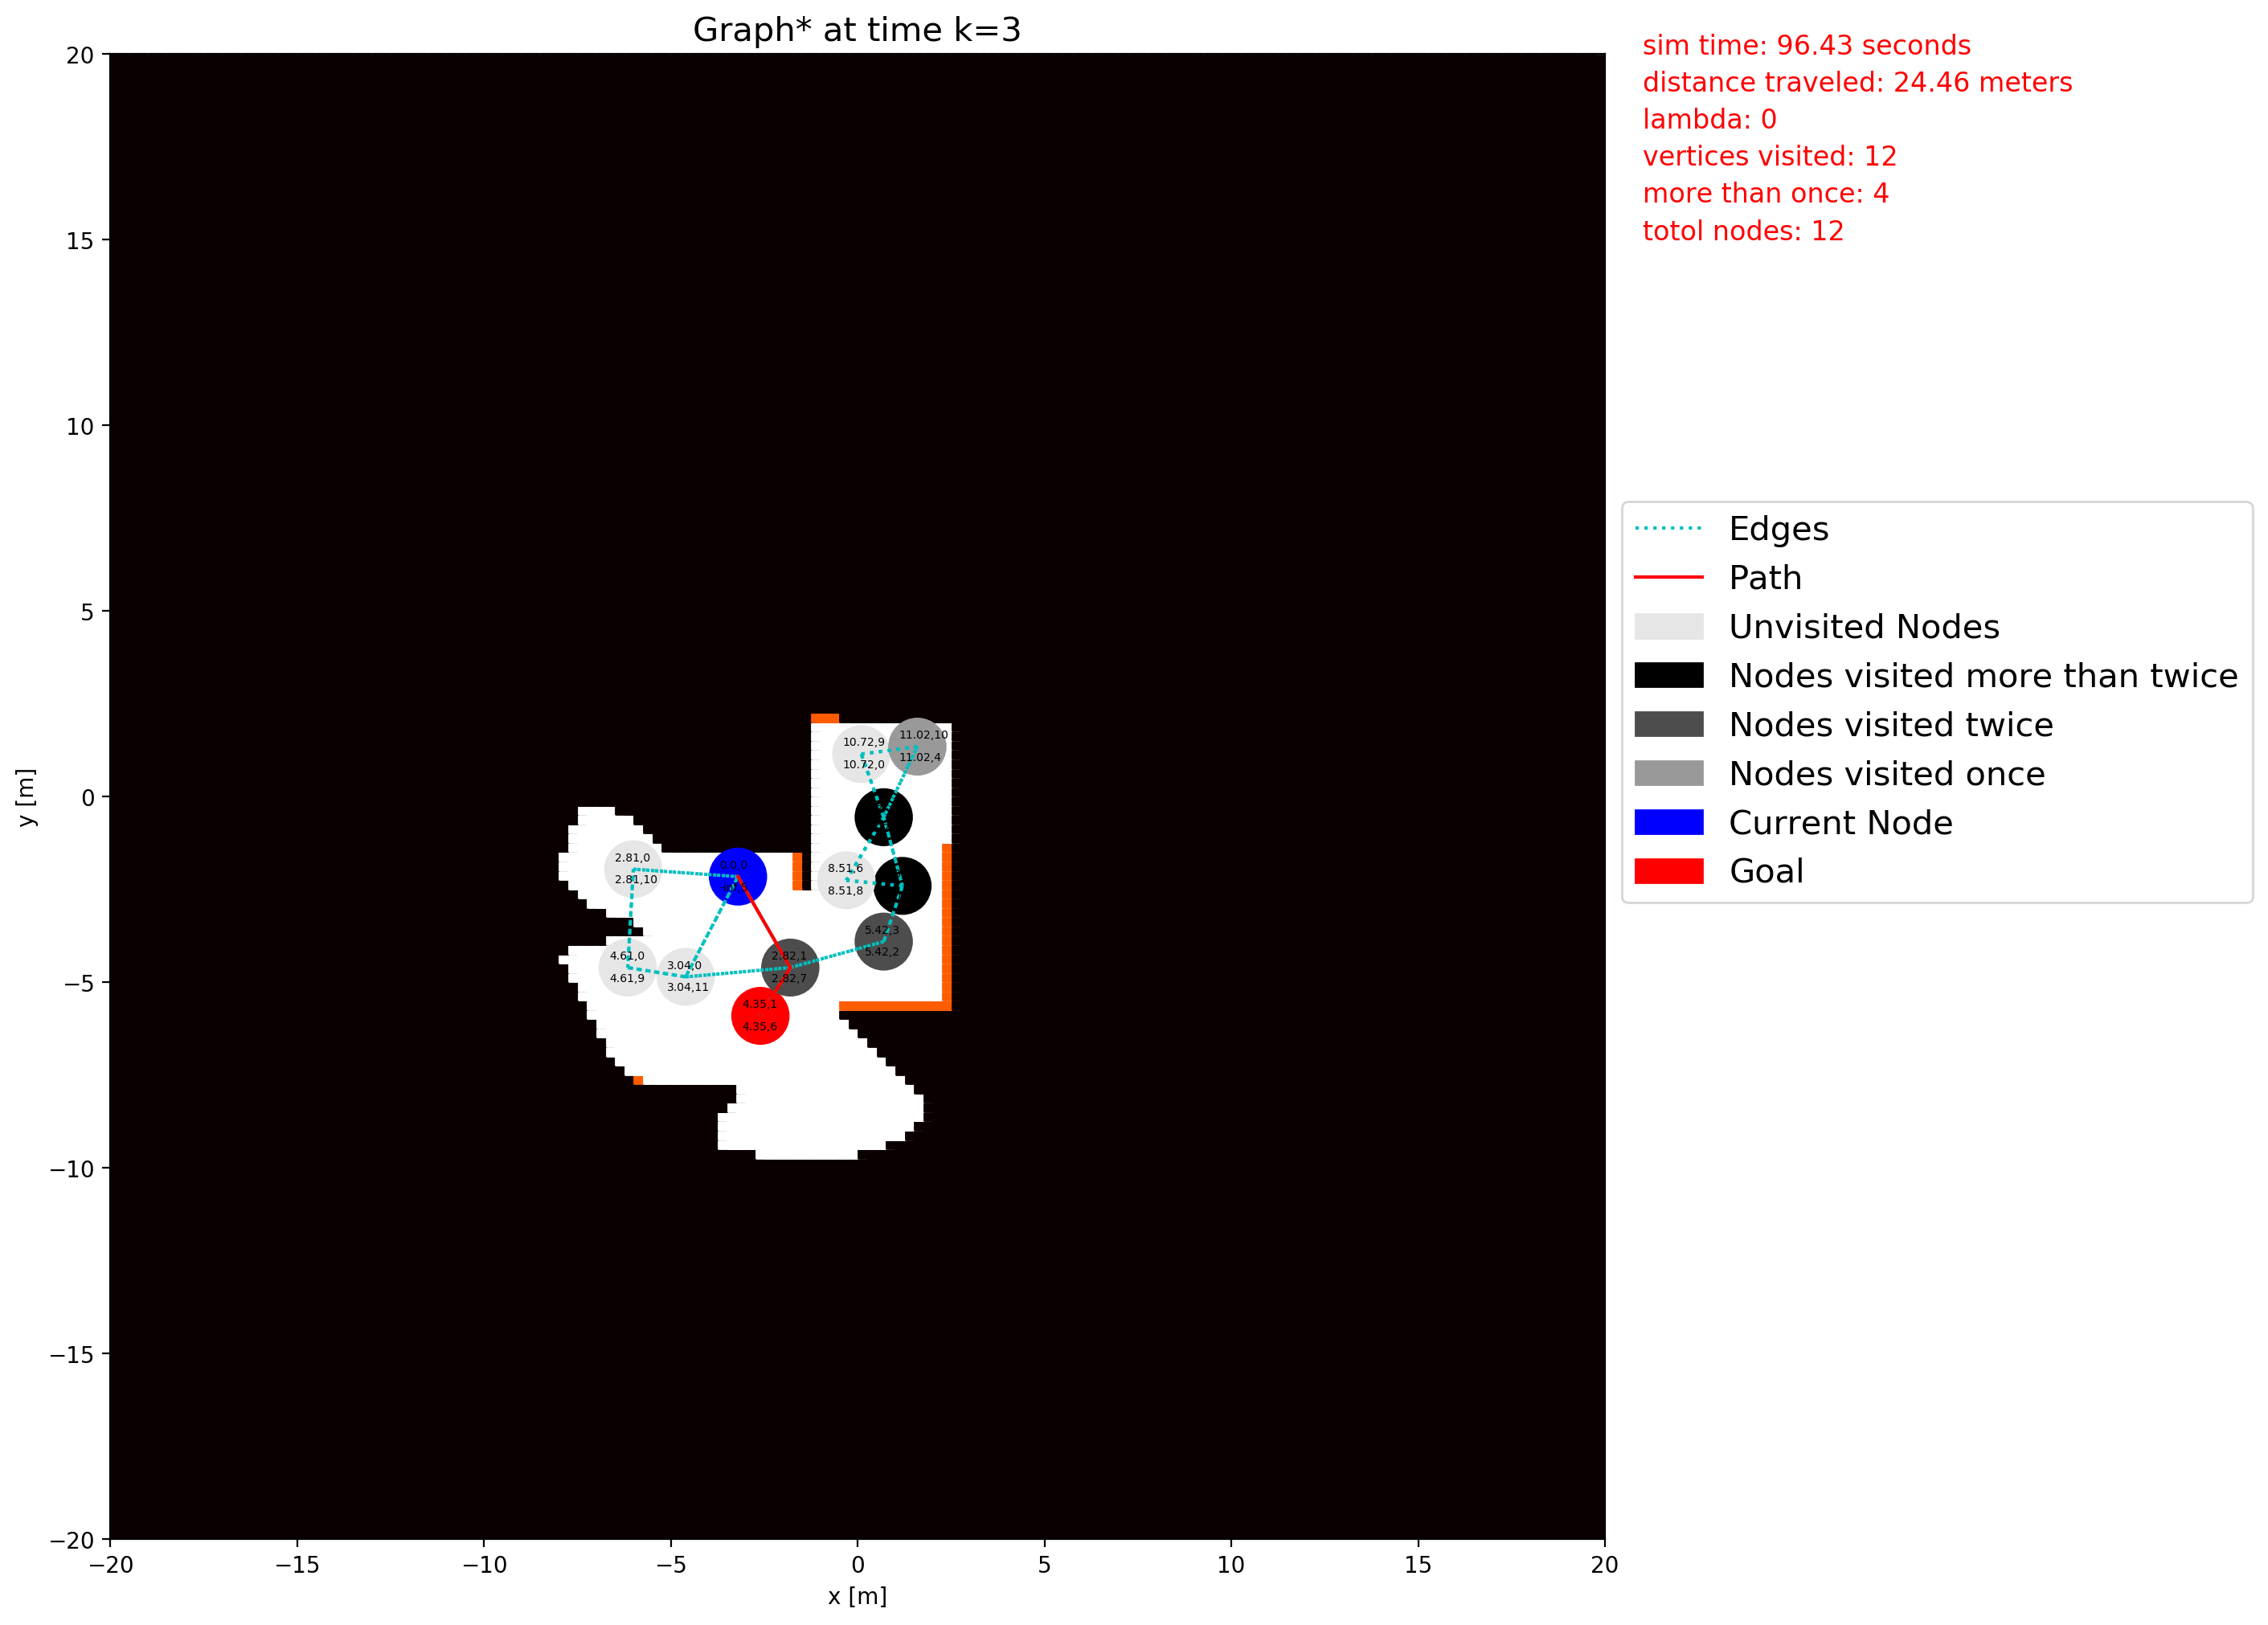 Graph* at time k=3
sim time: 96.43 seconds
distance traveled: 24.46 meters
lambda: 0
vertices visited: 12
more than once: 4
totol nodes: 12
20
15
10
5
0
−5
−10
−15
−20
y [m]
−20
−15
−10
−5
0
5
10
15
20
x [m]
10.72,9
10.72,0
11.02,10
11.02,4
2.81,0
2.81,10
0.0,0
8.51,6
8.51,8
5.42,3
5.42,2
4.61,0
4.61,9
3.04,0
3.04,11
2.82,1
2.82,7
4.35,1
4.35,6
Edges
Path
Unvisited Nodes
Nodes visited more than twice
Nodes visited twice
Nodes visited once
Current Node
Goal